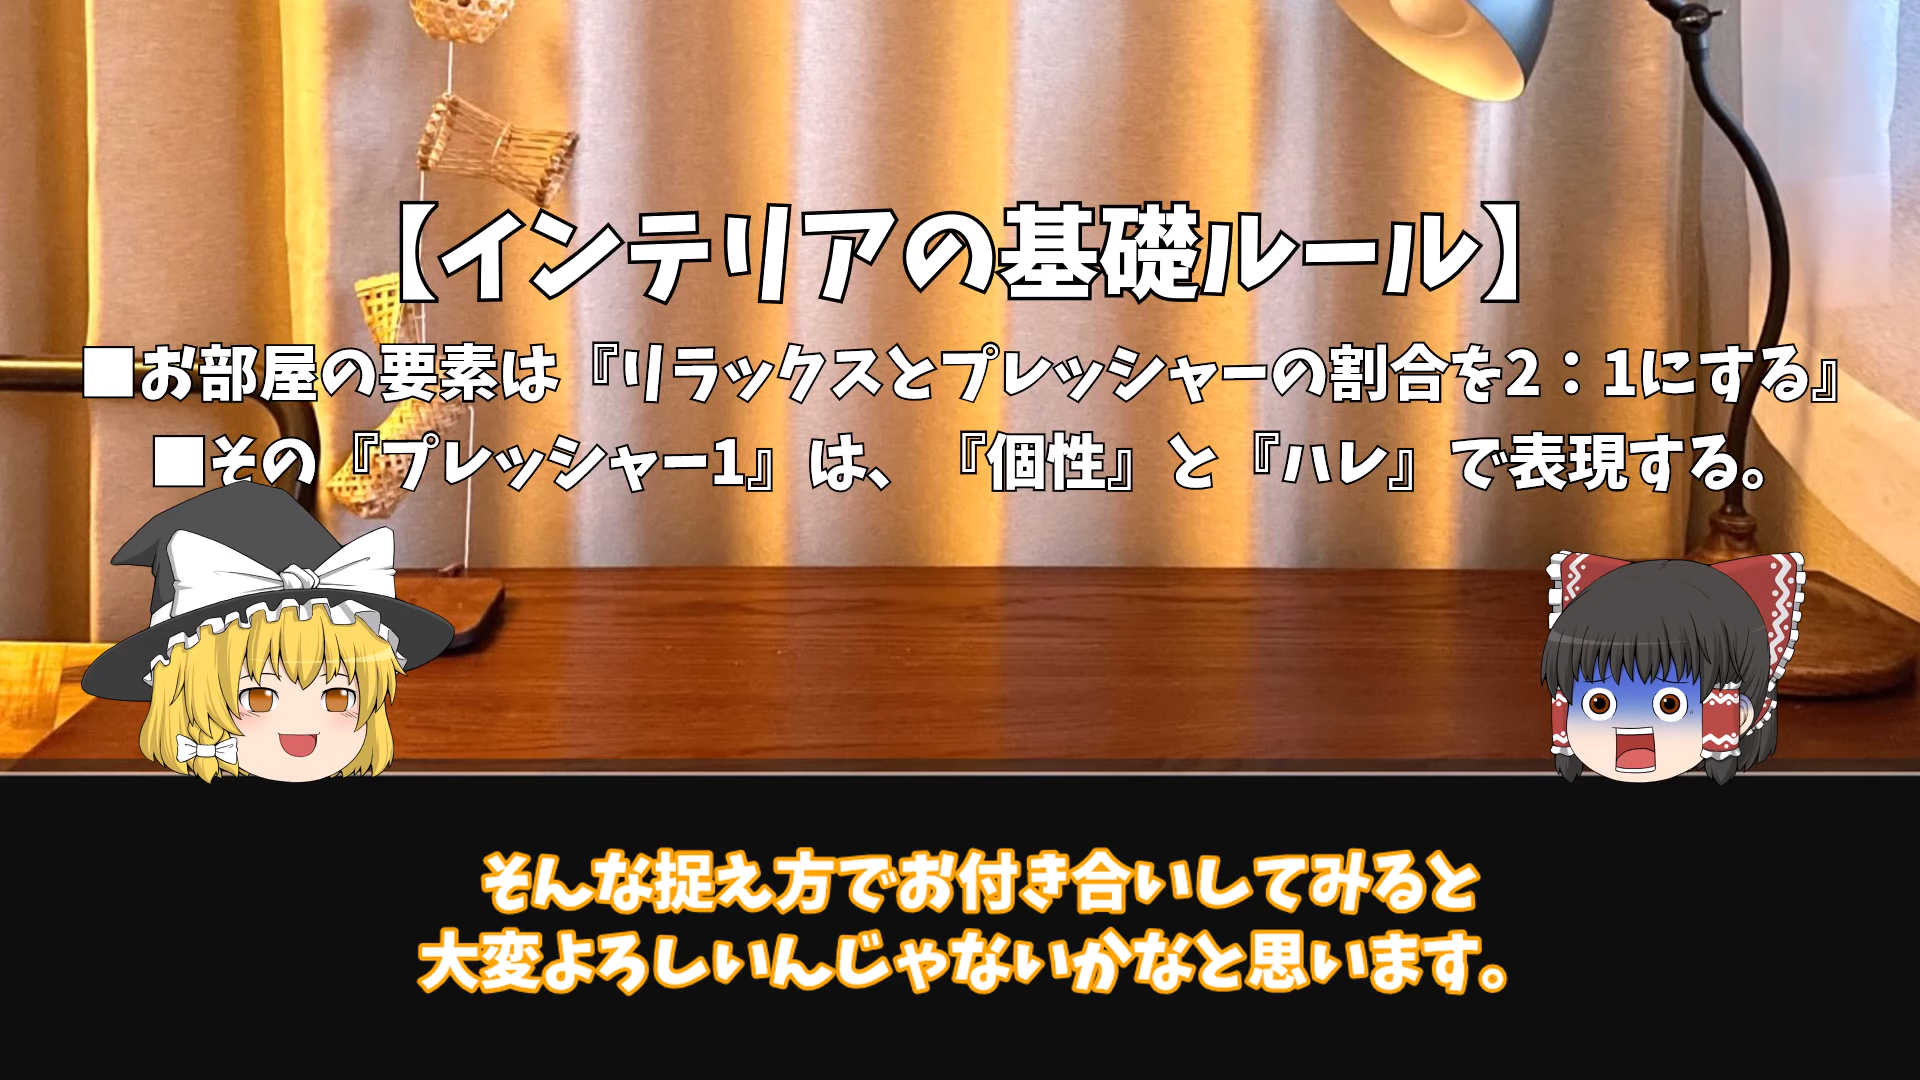 【インテリアの基礎ルール】
■お部屋の要素は『リラックスとプレッシャーの割合を2：1にする』
■その『プレッシャー1』は、『個性』と『ハレ』で表現する。
そんな捉え方でお付き合いしてみると
大変よろしいんじゃないかなと思います。